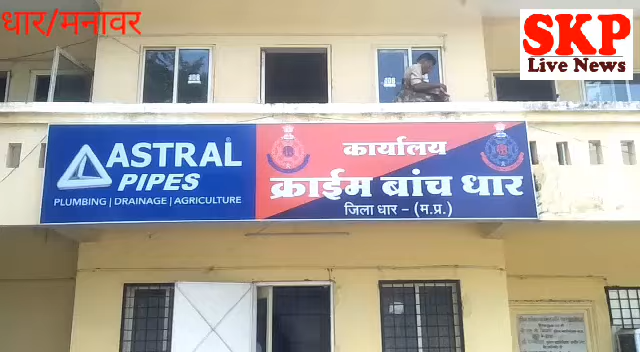 धार/मनावर
SKP
Live News
ASTRAL
PIPES
PLUMBING | DRAINAGE | AGRICULTURE
कार्यालय
क्राईम बांच धार
जिला धार - (म.प्र.)